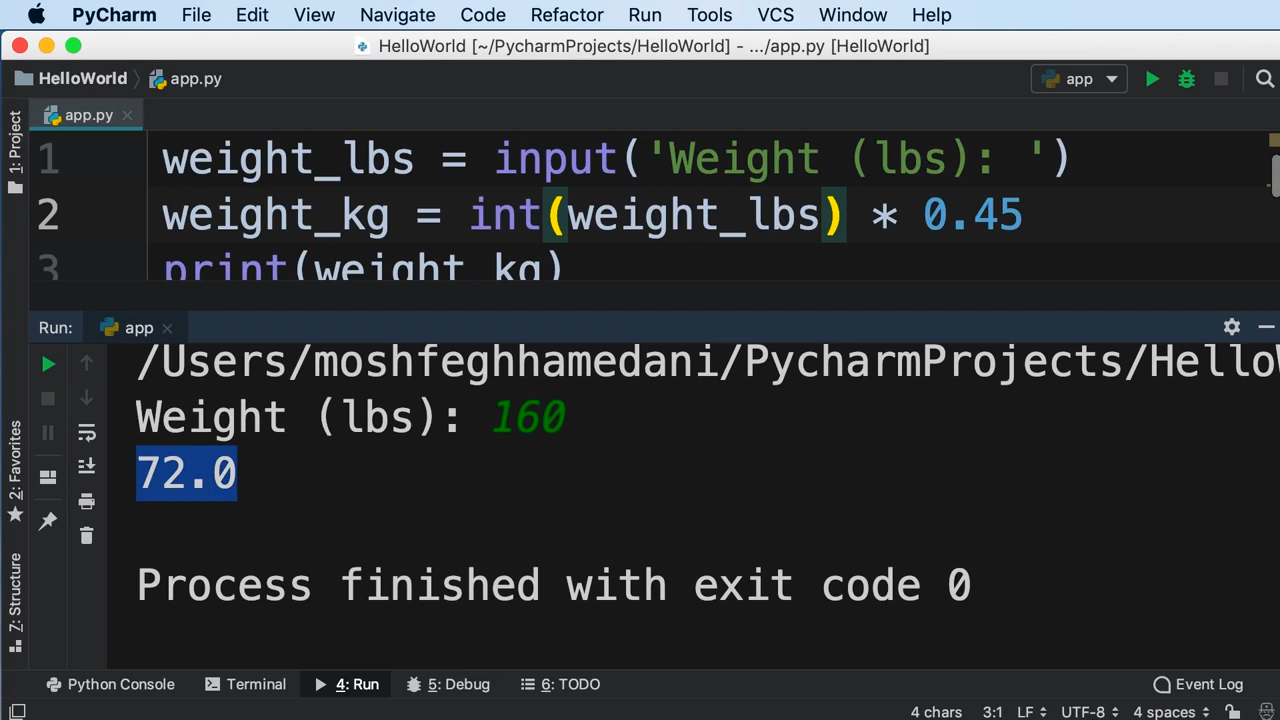 PyCharm File Edit View Navigate Code Refactor Run Tools VCS Window Help
HelloWorld [~/PycharmProjects/HelloWorld] - .../app.py [HelloWorld]
HelloWorld app.py app
1: Project
app.py
1 weight_lbs = input('Weight (lbs): ')
2 weight_kg = int(weight_lbs) * 0.45
3 print(weight_kg)
Run: app
/Users/moshfeghhamedani/PycharmProjects/HelloW
Weight (lbs): 160
72.0
Process finished with exit code 0
2: Favorites
7: Structure
Python Console Terminal 4: Run 5: Debug 6: TODO Event Log
4 chars 3:1 LF UTF-8 4 spaces